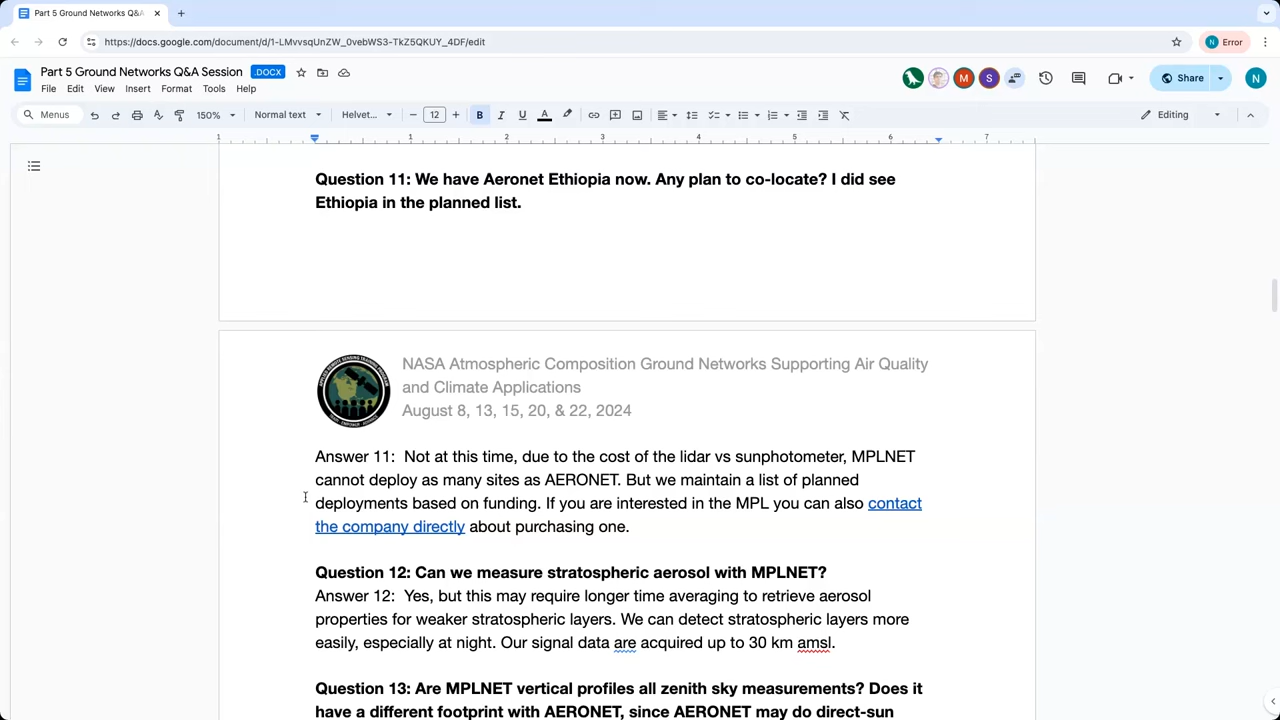 Part 5 Ground Networks Q&A
https://docs.google.com/document/d/1-LMvvsqUnZW_0vebWS3-TkZ5QKUY_4DF/edit
N Error
Part 5 Ground Networks Q&A Session .DOCX
File Edit View Insert Format Tools Help
M S Share N
Menus 150% Normal text Helvet... 12 B I U A Editing
1 1 2 3 4 5 6 7
Question 11: We have Aeronet Ethiopia now. Any plan to co-locate? I did see
Ethiopia in the planned list.
NASA Atmospheric Composition Ground Networks Supporting Air Quality
and Climate Applications
August 8, 13, 15, 20, & 22, 2024
Answer 11: Not at this time, due to the cost of the lidar vs sunphotometer, MPLNET
cannot deploy as many sites as AERONET. But we maintain a list of planned
deployments based on funding. If you are interested in the MPL you can also contact
the company directly about purchasing one.
Question 12: Can we measure stratospheric aerosol with MPLNET?
Answer 12: Yes, but this may require longer time averaging to retrieve aerosol
properties for weaker stratospheric layers. We can detect stratospheric layers more
easily, especially at night. Our signal data are acquired up to 30 km amsl.
Question 13: Are MPLNET vertical profiles all zenith sky measurements? Does it
have a different footprint with AERONET, since AERONET may do direct-sun